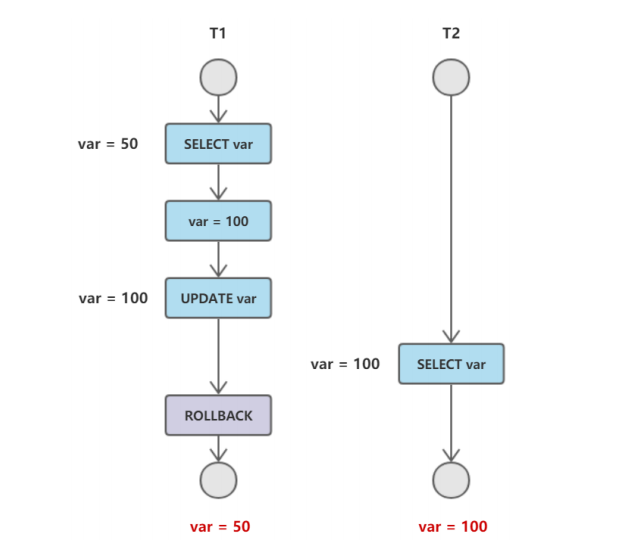 T1
T2
var = 50
SELECT var
var = 100
var = 100
UPDATE var
var = 100
SELECT var
ROLLBACK
var = 50
var = 100